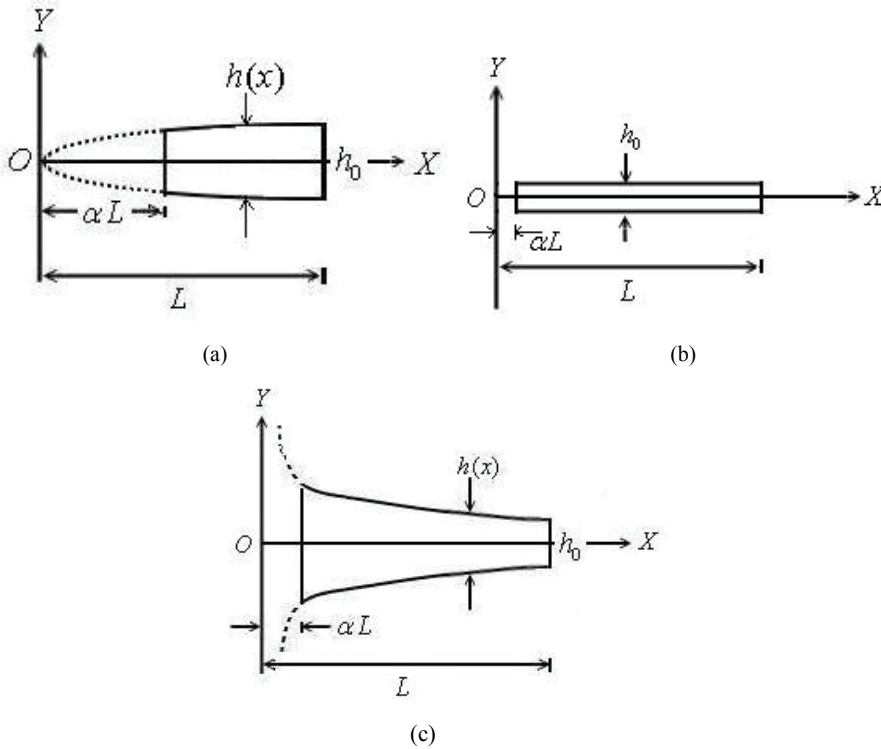 Y
h(x)
O
h₀
X
αL
L
(a)
Y
h₀
O
X
αL
L
(b)
Y
h(x)
O
h₀
X
αL
L
(c)